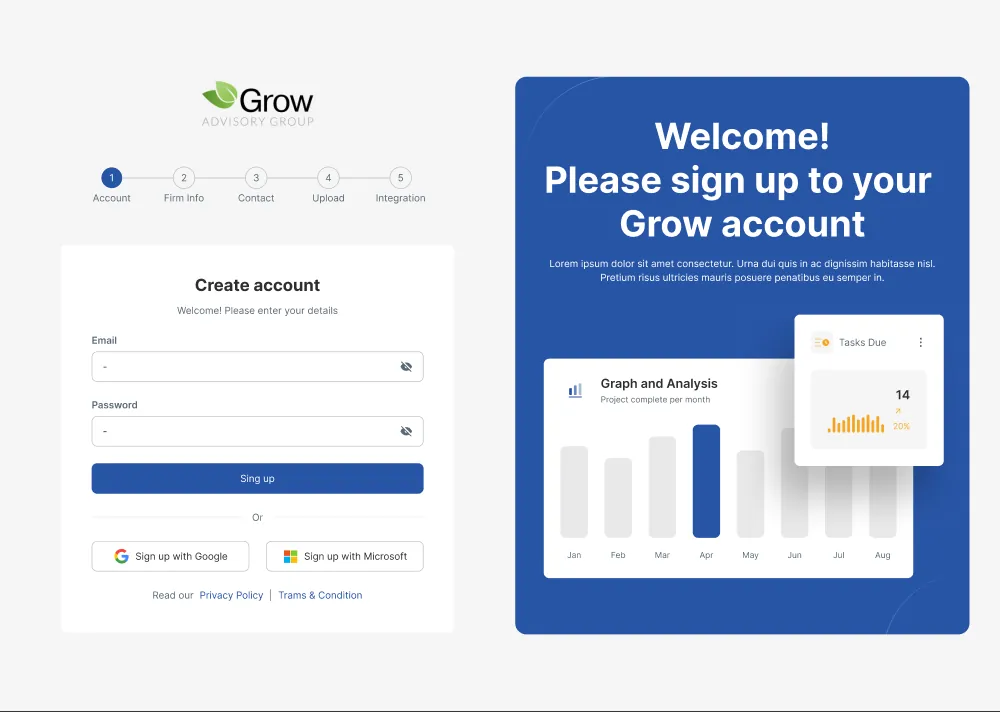 Grow
ADVISORY GROUP
1 2 3 4 5
Account Firm Info Contact Upload Integration
Create account
Welcome! Please enter your details
Email
-
Password
-
Sing up
Or
Sign up with Google Sign up with Microsoft
Read our Privacy Policy | Trams & Condition
Welcome!
Please sign up to your
Grow account
Lorem ipsum dolor sit amet consectetur. Urna dui quis in ac dignissim habitasse nisl.
Pretium risus ultricies mauris posuere penatibus eu semper in.
Tasks Due
14
20%
Graph and Analysis
Project complete per month
Jan Feb Mar Apr May Jun Jul Aug